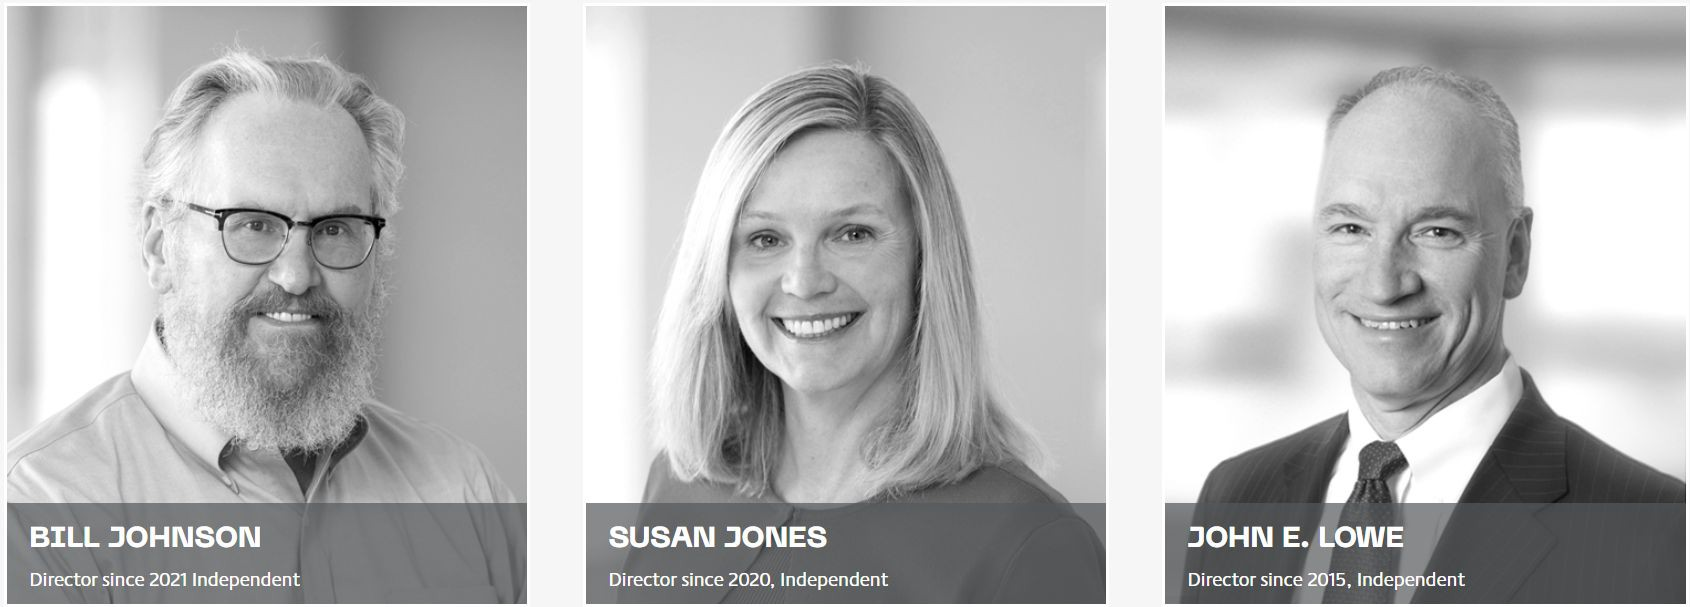 BILL JOHNSON
Director since 2021 Independent
SUSAN JONES
Director since 2020, Independent
JOHN E. LOWE
Director since 2015, Independent